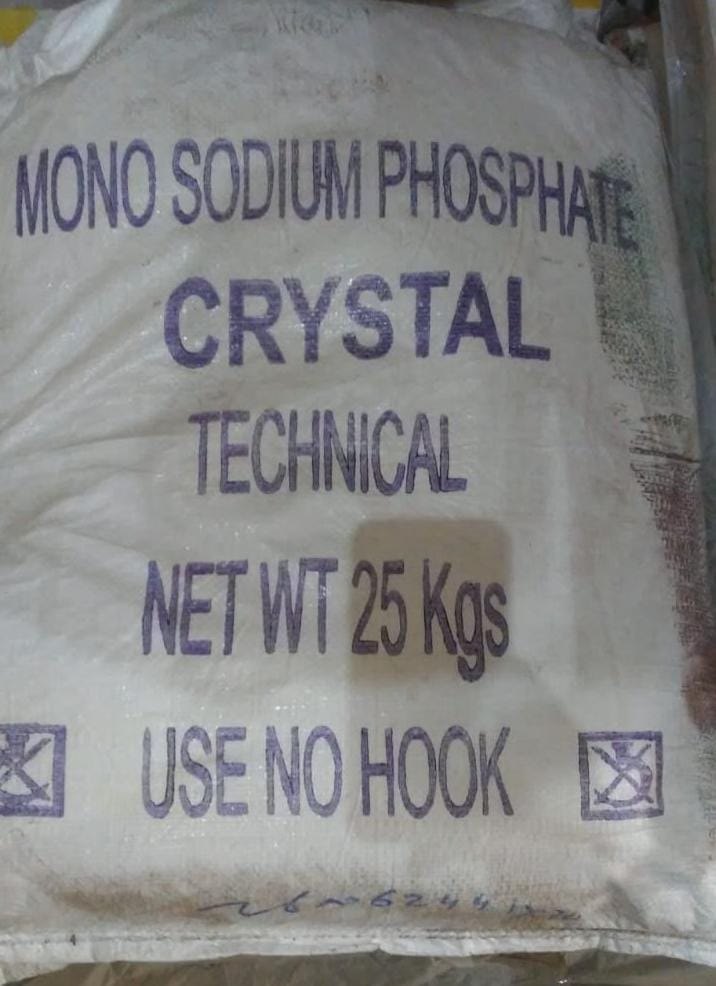 MONO SODIUM PHOSPHATE
CRYSTAL
TECHNICAL
NET WT 25 Kgs
USE NO HOOK